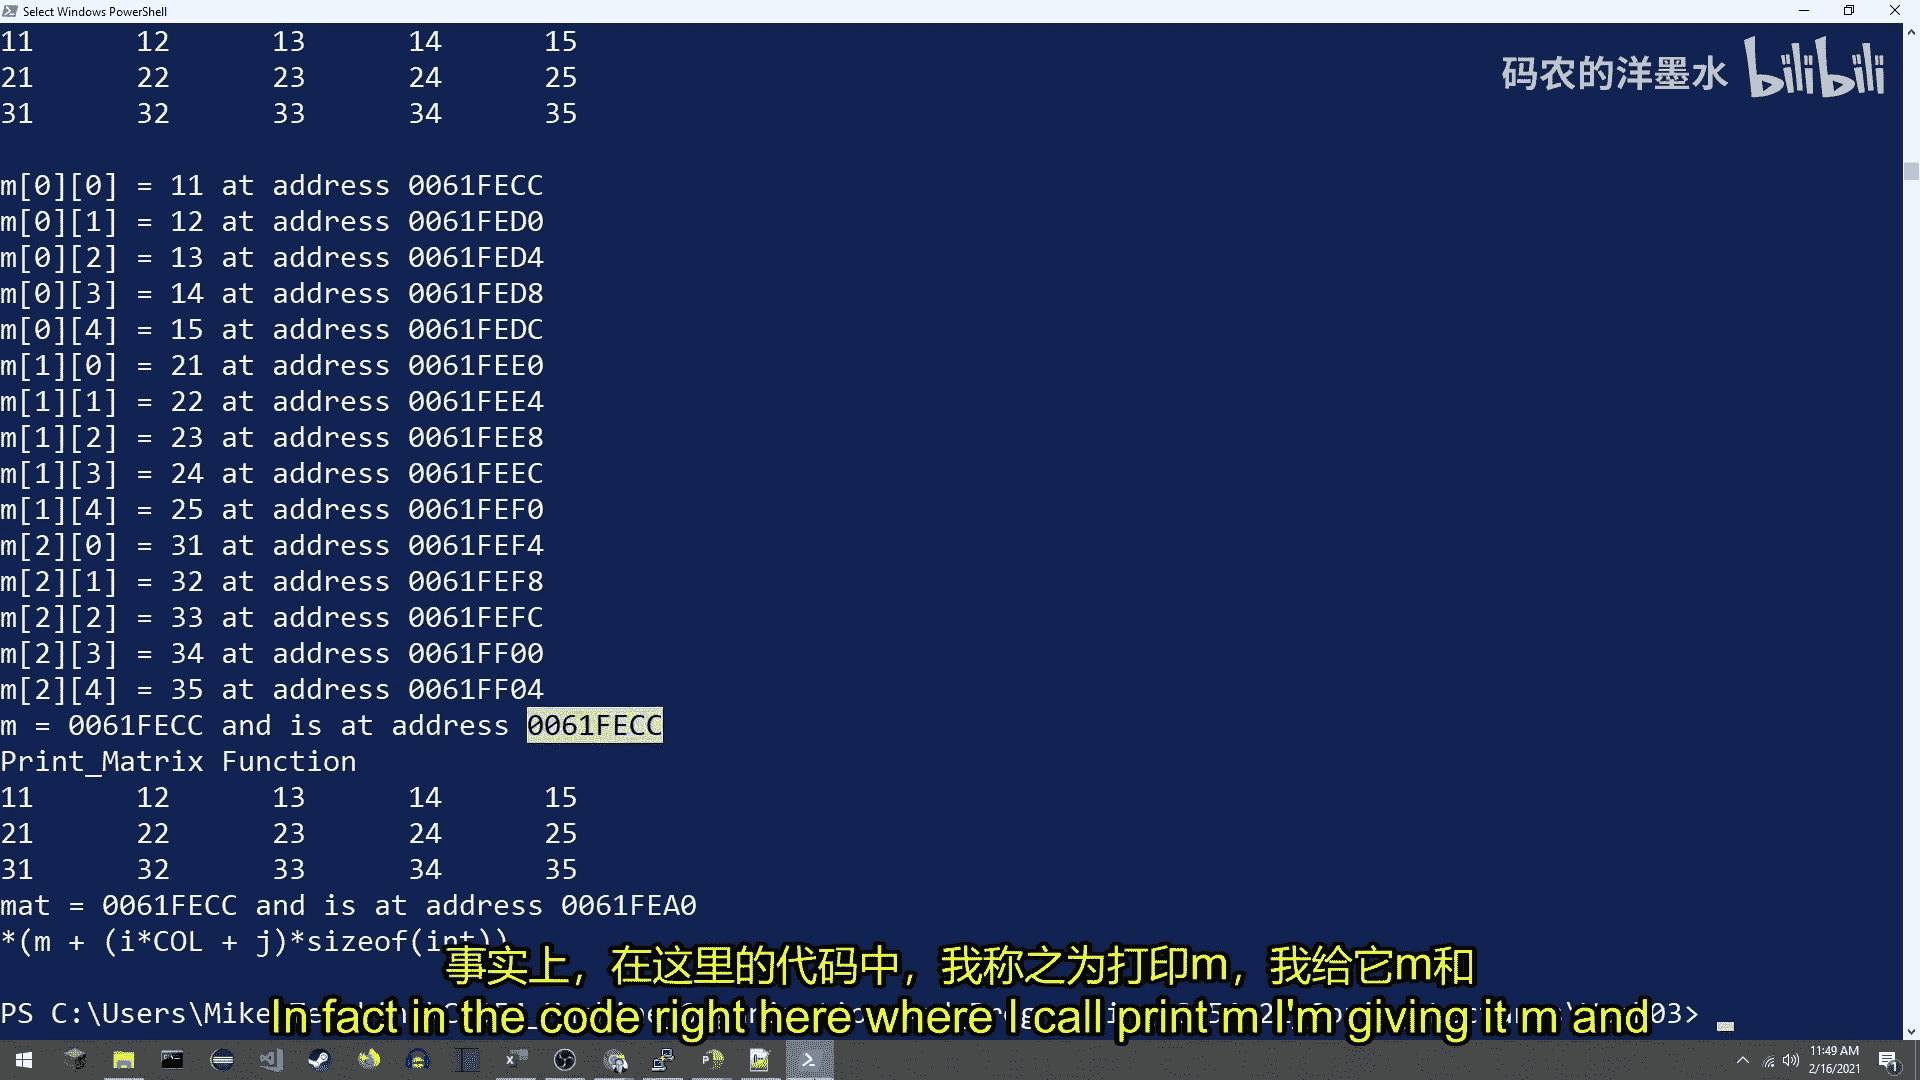 Select Windows PowerShell
11 12 13 14 15
21 22 23 24 25
31 32 33 34 35
码农的洋墨水 bilibili
m[0][0] = 11 at address 0061FECC
m[0][1] = 12 at address 0061FED0
m[0][2] = 13 at address 0061FED4
m[0][3] = 14 at address 0061FED8
m[0][4] = 15 at address 0061FEDC
m[1][0] = 21 at address 0061FEE0
m[1][1] = 22 at address 0061FEE4
m[1][2] = 23 at address 0061FEE8
m[1][3] = 24 at address 0061FEEC
m[1][4] = 25 at address 0061FEF0
m[2][0] = 31 at address 0061FEF4
m[2][1] = 32 at address 0061FEF8
m[2][2] = 33 at address 0061FEFC
m[2][3] = 34 at address 0061FF00
m[2][4] = 35 at address 0061FF04
m = 0061FECC and is at address 0061FECC
Print_Matrix Function
11 12 13 14 15
21 22 23 24 25
31 32 33 34 35
mat = 0061FECC and is at address 0061FEA0
*(m + (i*COL + j)*sizeof(int))
事实上，在这里的代码中，我称之为打印m，我给它m和
PS C:\Users\Mike 03>
In fact in the code right here where I call print m I'm giving it m and
11:49 AM
2/16/2021